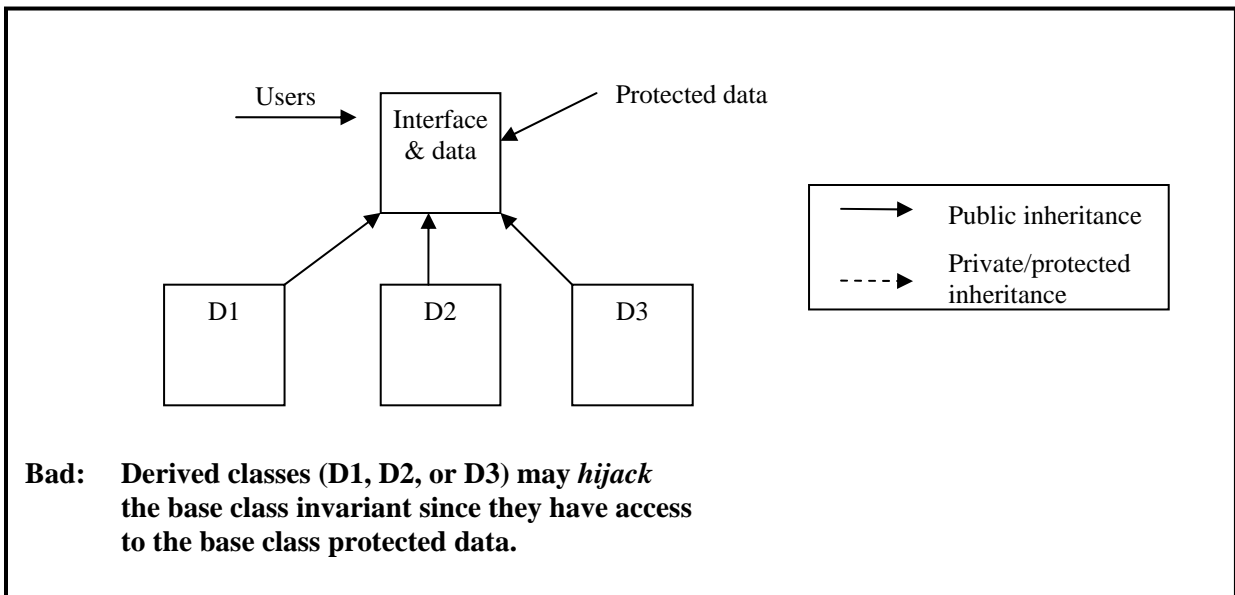 Users
Protected data
Interface
& data
Public inheritance
Private/protected
inheritance
D1
D2
D3
Bad: Derived classes (D1, D2, or D3) may hijack
the base class invariant since they have access
to the base class protected data.